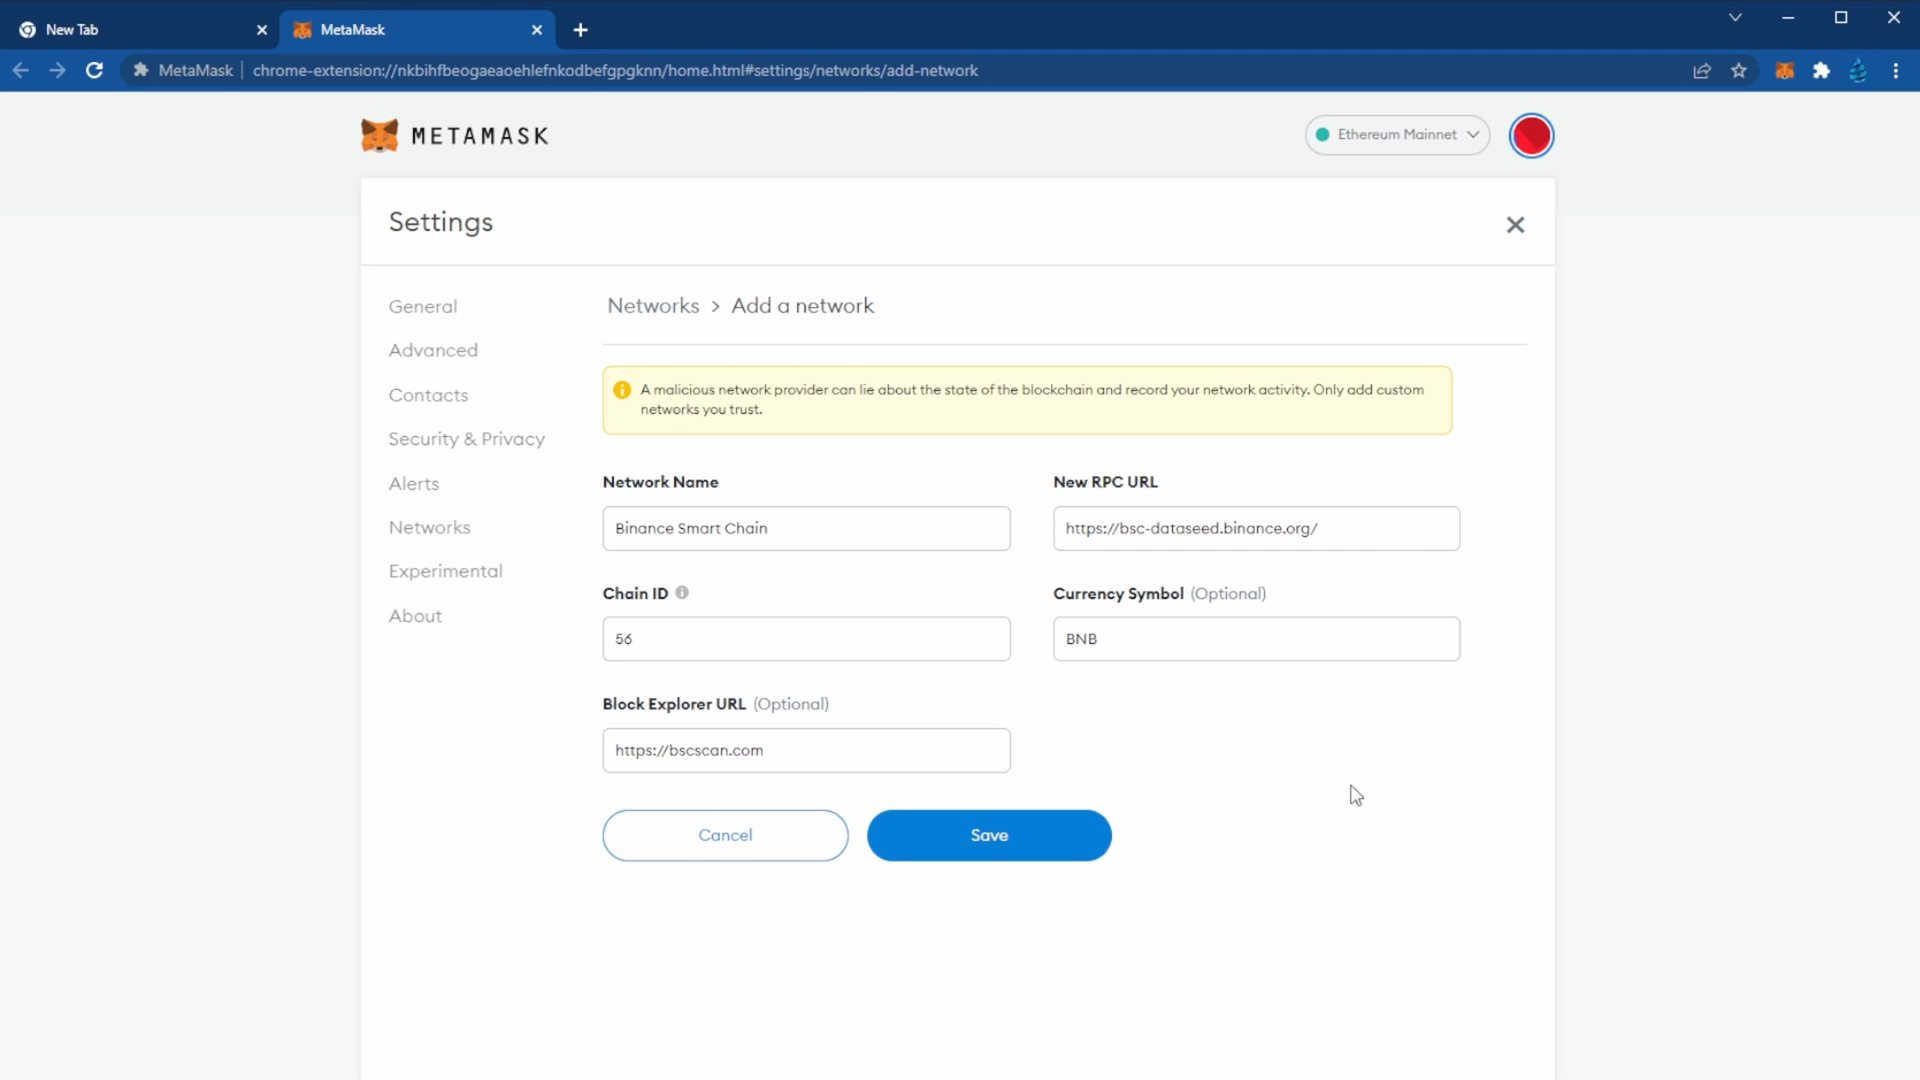 New Tab
MetaMask
MetaMask
chrome-extension://nkbihfbeogaeaoehlefnkodbefgpgknn/home.html#settings/networks/add-network
METAMASK
Ethereum Mainnet
Settings
General
Advanced
Contacts
Security & Privacy
Alerts
Networks
Experimental
About
Networks > Add a network
A malicious network provider can lie about the state of the blockchain and record your network activity. Only add custom
networks you trust.
Network Name
New RPC URL
Binance Smart Chain
https://bsc-dataseed.binance.org/
Chain ID
Currency Symbol (Optional)
56
BNB
Block Explorer URL (Optional)
https://bscscan.com
Cancel
Save